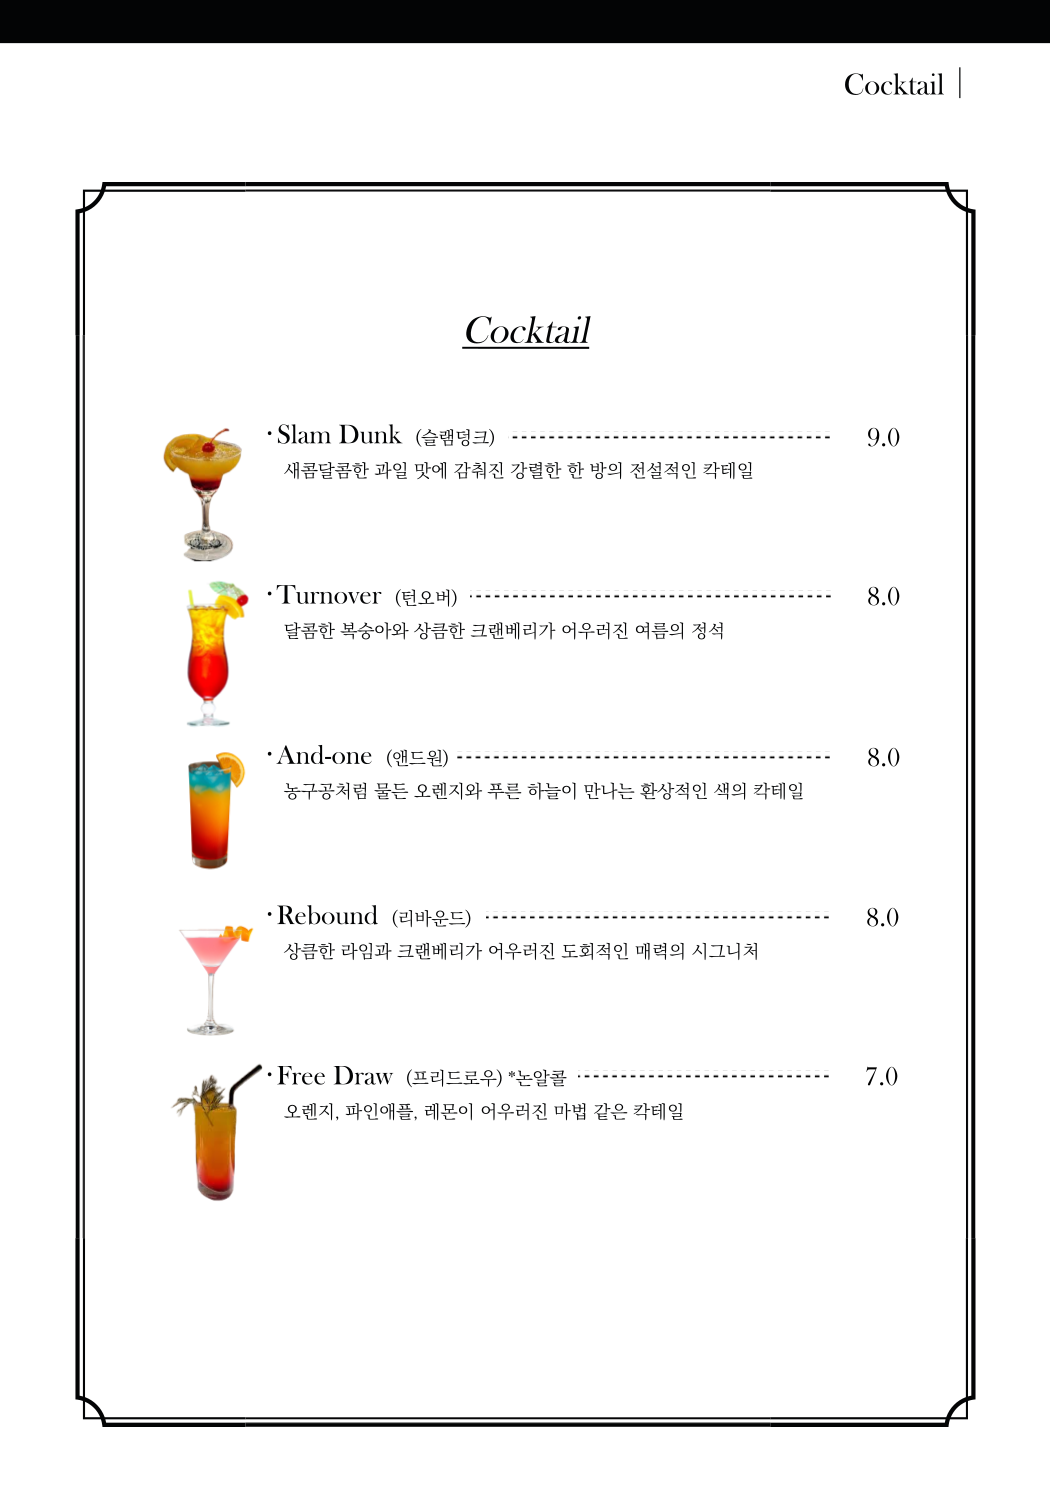 Cocktail
Cocktail
·Slam Dunk (슬램덩크) 9.0
새콤달콤한 과일 맛에 감춰진 강렬한 한 방의 전설적인 칵테일
·Turnover (턴오버) 8.0
달콤한 복숭아와 상큼한 크랜베리가 어우러진 여름의 정석
·And-one (앤드원) 8.0
농구공처럼 물든 오렌지와 푸른 하늘이 만나는 환상적인 색의 칵테일
·Rebound (리바운드) 8.0
상큼한 라임과 크랜베리가 어우러진 도회적인 매력의 시그니처
·Free Draw (프리드로우) *논알콜 7.0
오렌지, 파인애플, 레몬이 어우러진 마법 같은 칵테일